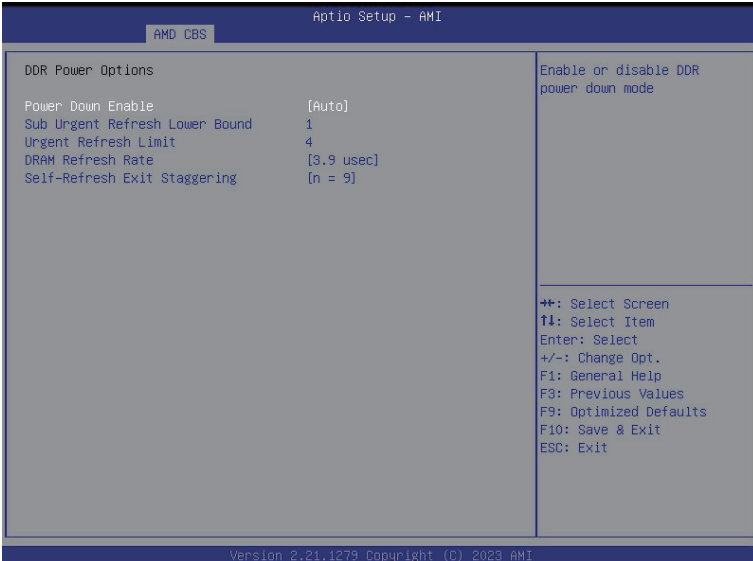 Aptio Setup - AMI
AMD CBS
DDR Power Options
Power Down Enable [Auto]
Sub Urgent Refresh Lower Bound 1
Urgent Refresh Limit 4
DRAM Refresh Rate [3.9 usec]
Self-Refresh Exit Staggering [n = 9]
Enable or disable DDR
power down mode
→←: Select Screen
↑↓: Select Item
Enter: Select
+/-: Change Opt.
F1: General Help
F3: Previous Values
F9: Optimized Defaults
F10: Save & Exit
ESC: Exit
Version 2.21.1279 Copyright (C) 2023 AMI